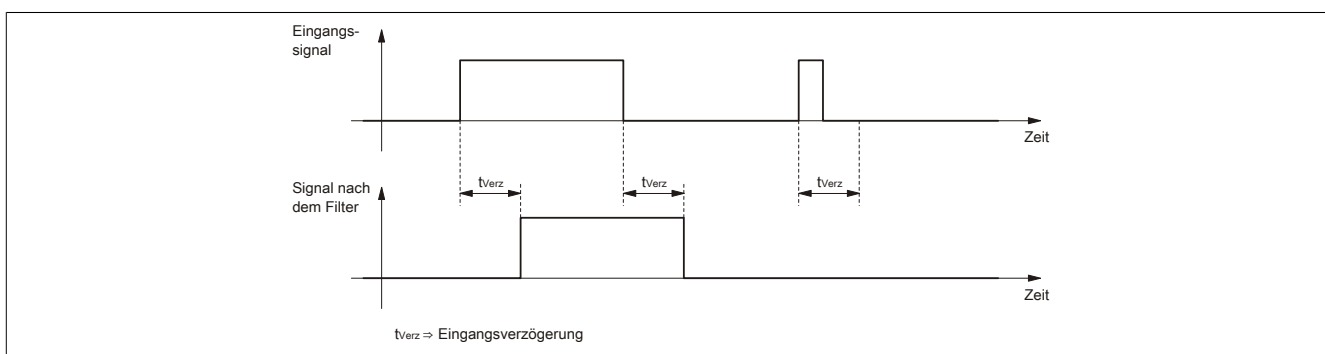 Eingangs-
signal
Zeit
tVerz
tVerz
tVerz
Signal nach
dem Filter
Zeit
tVerz ⇒ Eingangsverzögerung